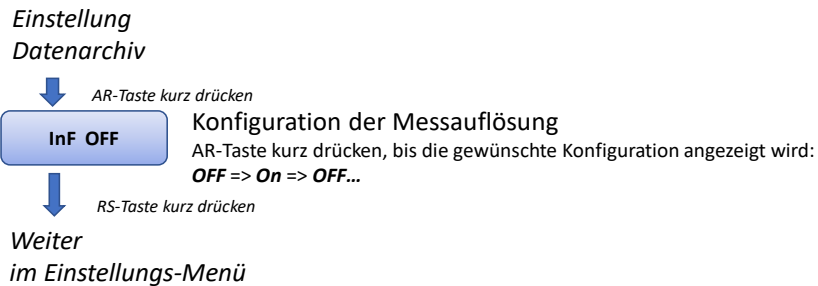 Einstellung
Datenarchiv
AR-Taste kurz drücken
InF OFF
Konfiguration der Messauflösung
AR-Taste kurz drücken, bis die gewünschte Konfiguration angezeigt wird:
OFF => On => OFF...
RS-Taste kurz drücken
Weiter
im Einstellungs-Menü